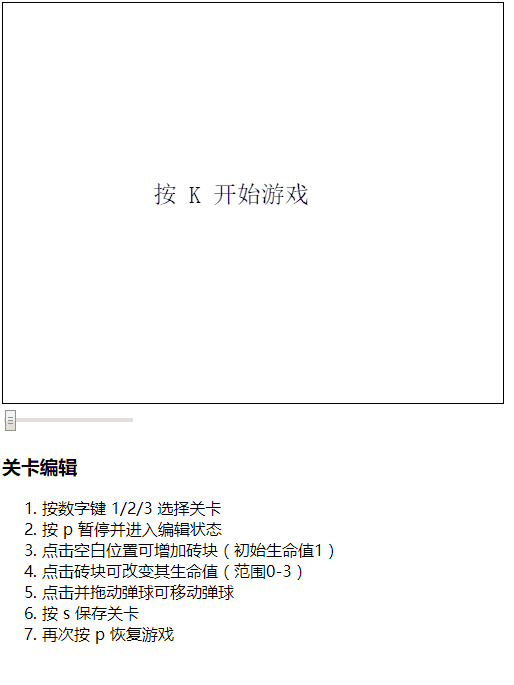 按 K 开始游戏
关卡编辑
1. 按数字键 1/2/3 选择关卡
2. 按 p 暂停并进入编辑状态
3. 点击空白位置可增加砖块（初始生命值1）
4. 点击砖块可改变其生命值（范围0-3）
5. 点击并拖动弹球可移动弹球
6. 按 s 保存关卡
7. 再次按 p 恢复游戏